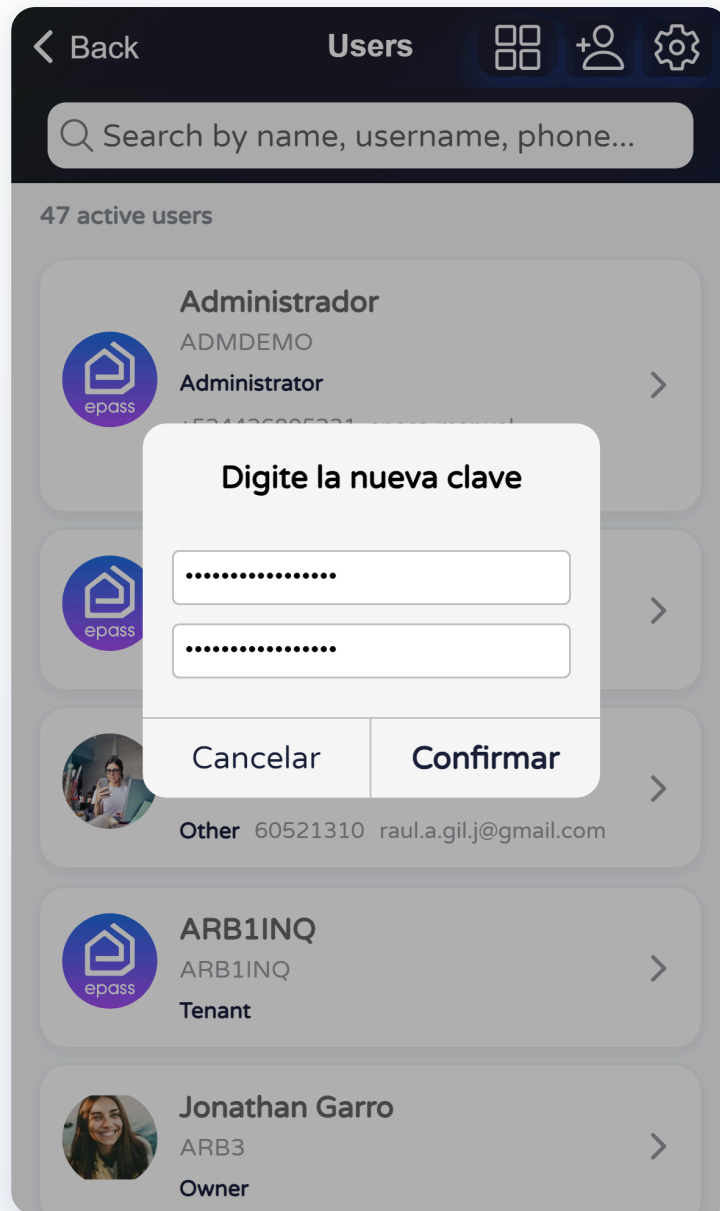 Back
Users
Search by name, username, phone...
47 active users
Administrador
ADMDEMO
epass
Administrator
Digite la nueva clave
•••••••••••••••••
epass
•••••••••••••••••
Cancelar
Confirmar
Other 60521310 raul.a.gil.j@gmail.com
ARB1INQ
ARB1INQ
epass
Tenant
Jonathan Garro
ARB3
Owner